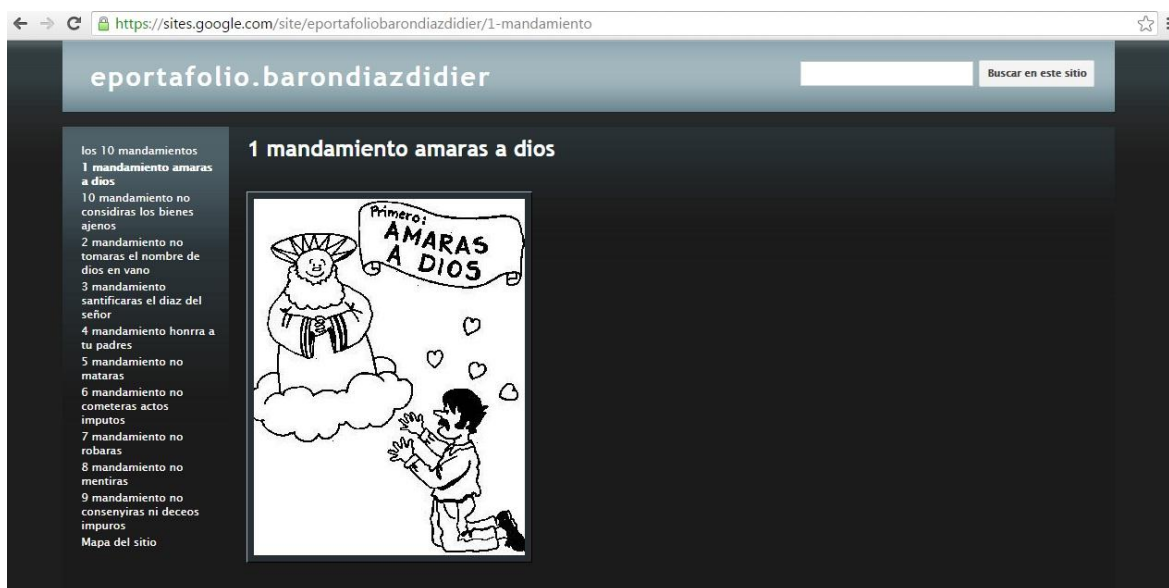 https://sites.google.com/site/eportafoliobarondiazdidier/1-mandamiento
eportafolio.barondiazdidier
Buscar en este sitio
los 10 mandamientos
1 mandamiento amaras
a dios
10 mandamiento no
considiras los bienes
ajenos
2 mandamiento no
tomaras el nombre de
dios en vano
3 mandamiento
santificaras el diaz del
señor
4 mandamiento honrra a
tu padres
5 mandamiento no
mataras
6 mandamiento no
cometeras actos
imputos
7 mandamiento no
robaras
8 mandamiento no
mentiras
9 mandamiento no
consenyiras ni deceos
impuros
Mapa del sitio
1 mandamiento amaras a dios
Primero:
AMARAS
A DIOS